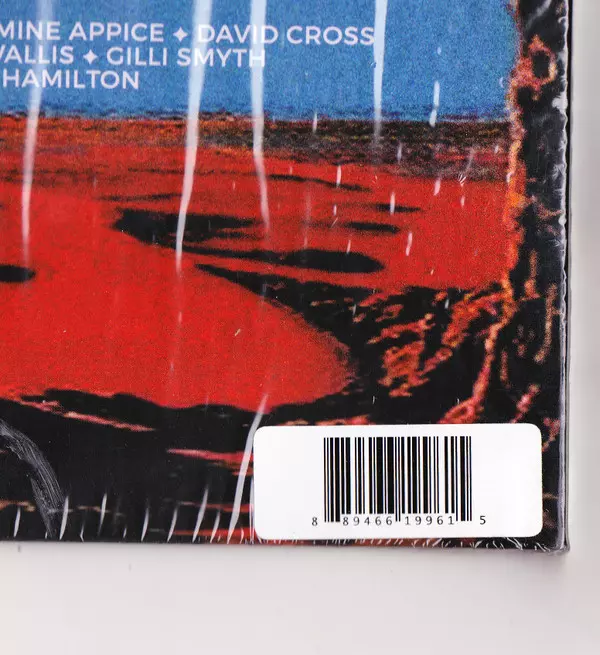 MINE APPICE ✦ DAVID CROSS
VALLIS ✦ GILLI SMYTH
HAMILTON
8 89466 19961 5